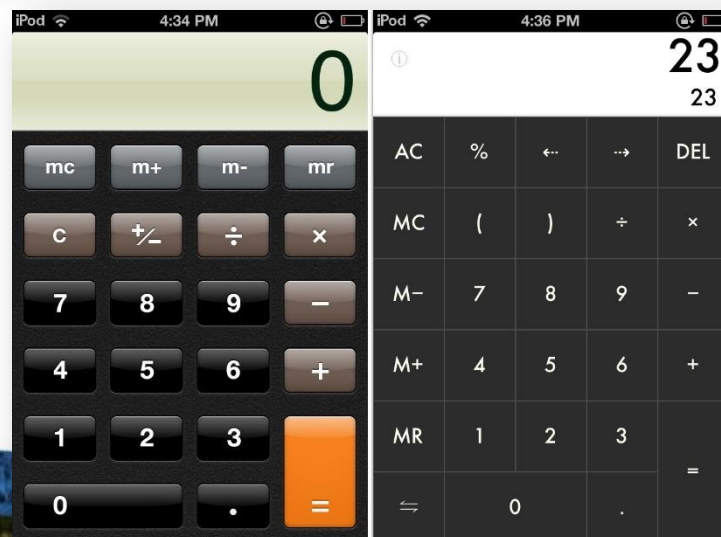 iPod 4:34 PM
0
mc m+ m- mr
c +/− ÷ ×
7 8 9 −
4 5 6 +
1 2 3
0 . =
iPod 4:36 PM
23
23
AC % ⇠ ⇢ DEL
MC ( ) ÷ ×
M− 7 8 9 −
M+ 4 5 6 +
MR 1 2 3
⇋ 0 . =